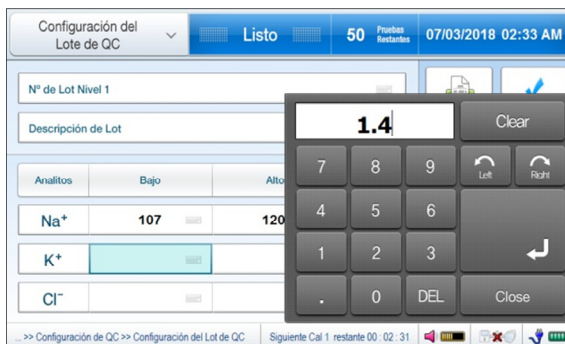 Configuración del
Lote de QC
Listo
50 Pruebas
Restantes
07/03/2018 02:33 AM
Nº de Lot Nivel 1
Descripción de Lot
1.4
Clear
7 8 9 Left Right
4 5 6
1 2 3
. 0 DEL Close
Analitos Bajo Alto
Na⁺ 107 120
K⁺
Cl⁻
... >> Configuración de QC >> Configuración del Lot de QC Siguiente Cal 1 restante 00 : 02 : 31